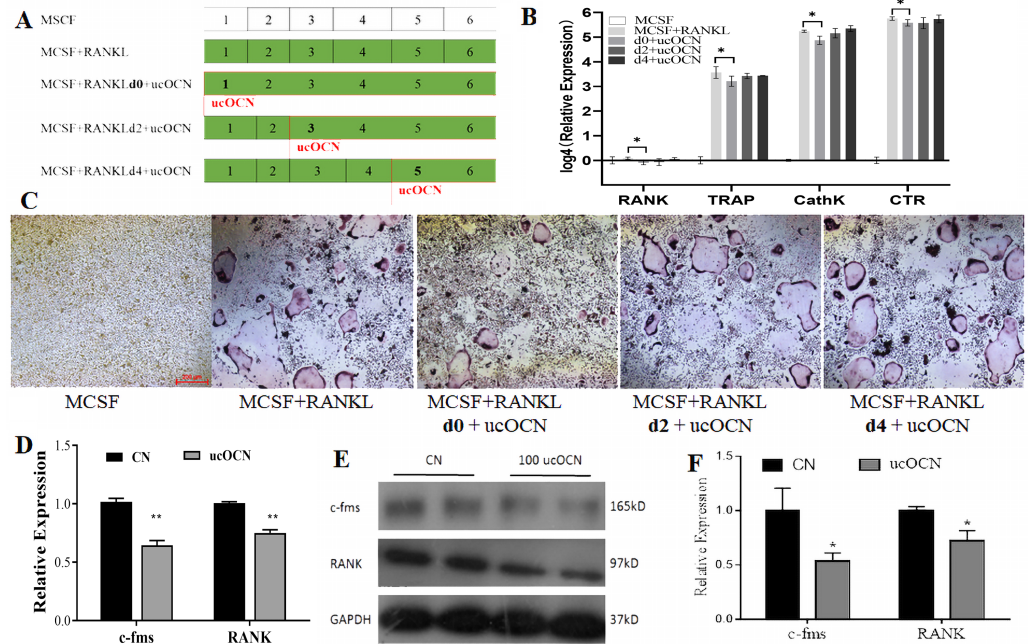 A
MSCF
1 2 3 4 5 6
MCSF+RANKL
1 2 3 4 5 6
MCSF+RANKLd0+ucOCN
1 2 3 4 5 6
ucOCN
MCSF+RANKLd2+ucOCN
1 2 3 4 5 6
ucOCN
MCSF+RANKLd4+ucOCN
1 2 3 4 5 6
ucOCN
B
log4(Relative Expression)
6
5
4
3
2
1
0
MCSF
MCSF+RANKL
d0+ucOCN
d2+ucOCN
d4+ucOCN
* * * *
RANK TRAP CathK CTR
C
MCSF
MCSF+RANKL
MCSF+RANKL
d0 + ucOCN
MCSF+RANKL
d2 + ucOCN
MCSF+RANKL
d4 + ucOCN
D
Relative Expression
1.5
1.0
0.5
0.0
CN ucOCN
** **
c-fms RANK
E
CN 100 ucOCN
c-fms 165kD
RANK 97kD
GAPDH 37kD
F
Relative Expression
1.5
1.0
0.5
0.0
CN ucOCN
* *
c-fms RANK